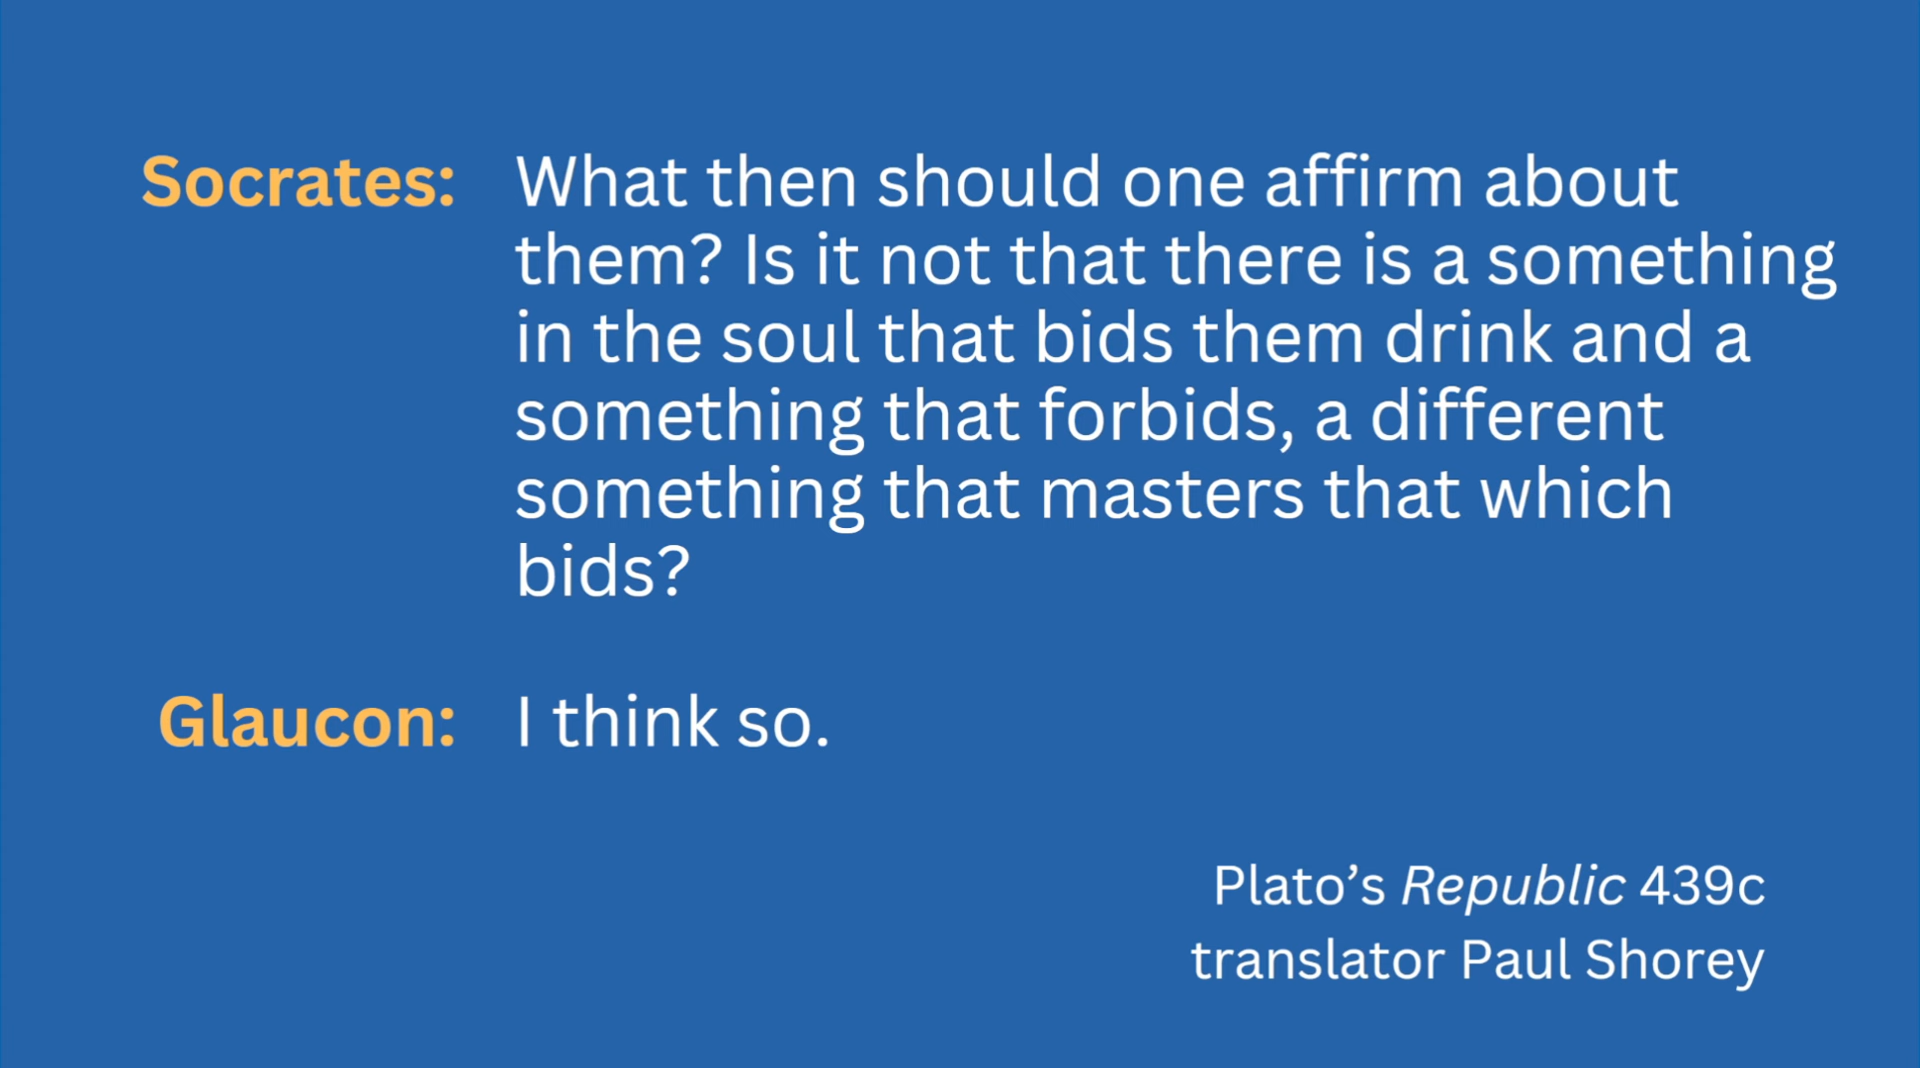 Socrates: What then should one affirm about
them? Is it not that there is a something
in the soul that bids them drink and a
something that forbids, a different
something that masters that which
bids?
Glaucon: I think so.
Plato’s Republic 439c
translator Paul Shorey